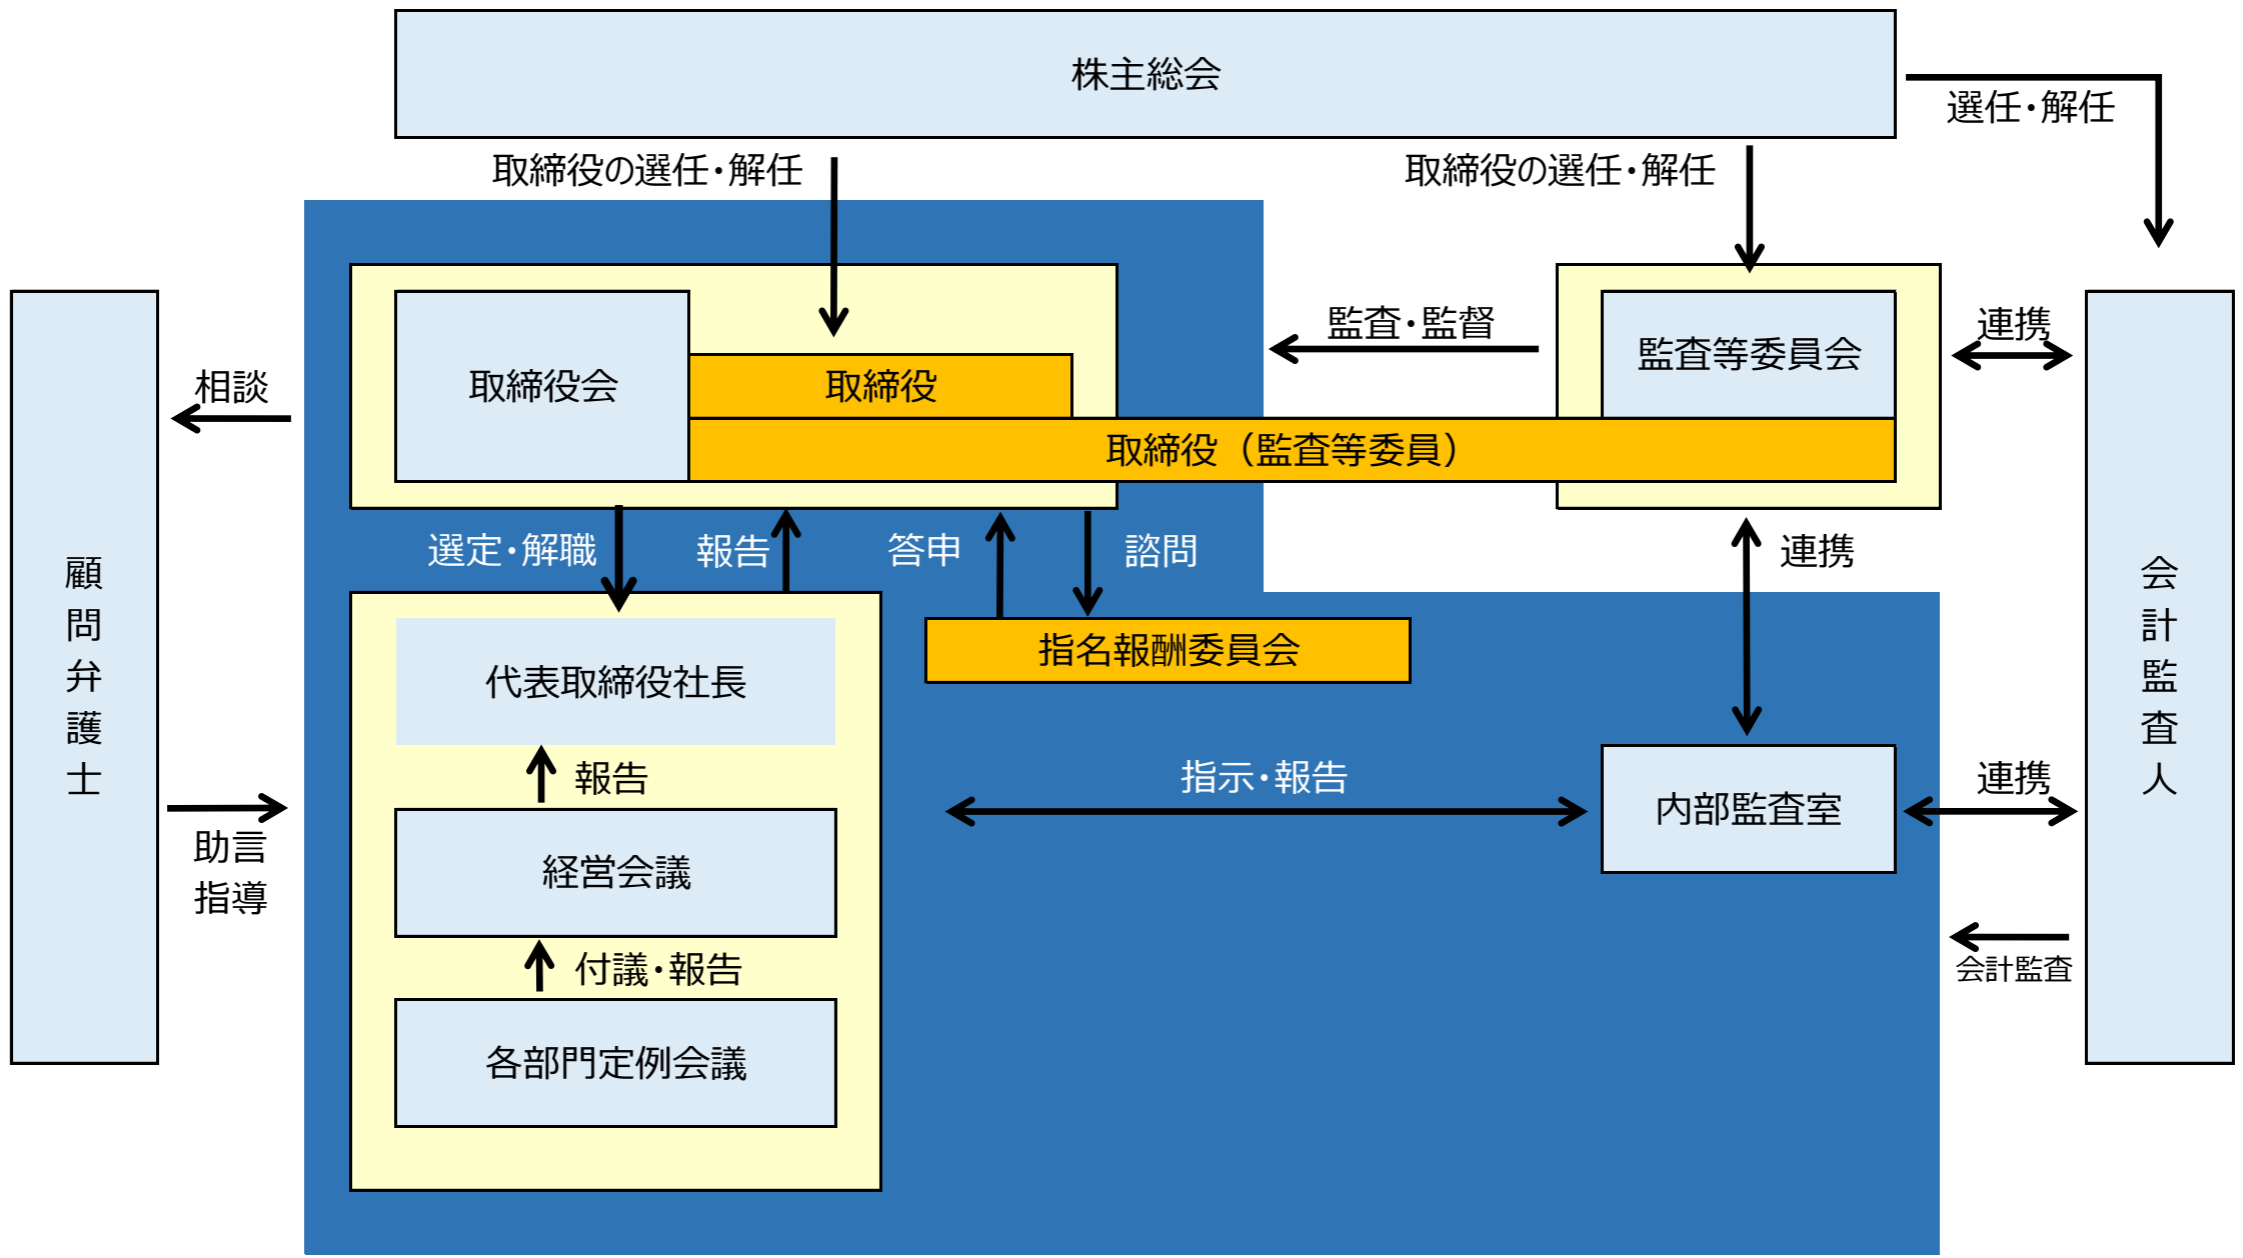 株主総会
選任・解任
取締役の選任・解任
取締役の選任・解任
取締役会
取締役
取締役（監査等委員）
監査・監督
監査等委員会
連携
相談
顧問弁護士
助言
指導
会計監査人
選定・解職
報告
答申
諮問
連携
代表取締役社長
指名報酬委員会
報告
指示・報告
内部監査室
連携
経営会議
付議・報告
会計監査
各部門定例会議